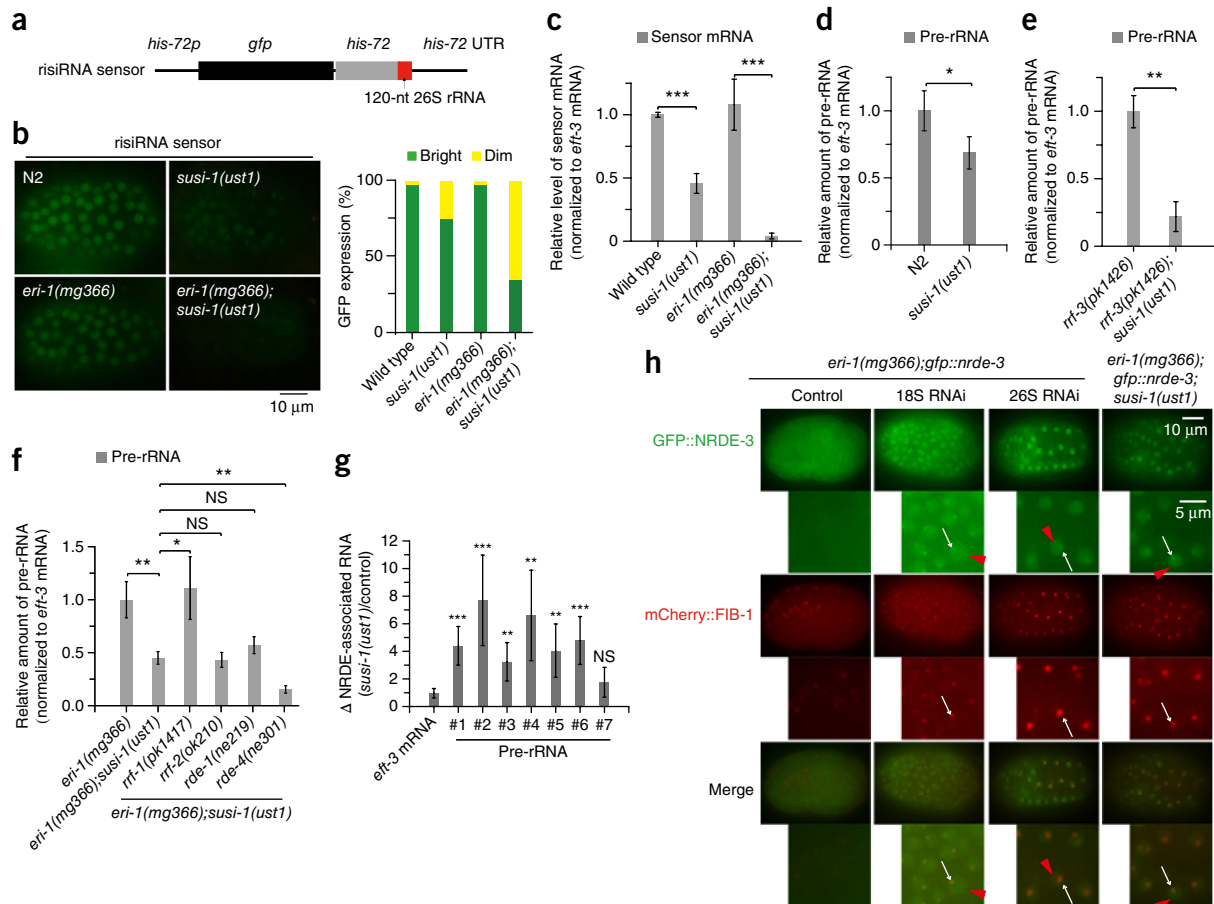 a
his-72p gfp his-72 his-72 UTR
risiRNA sensor
120-nt 26S rRNA
b
risiRNA sensor
N2
susi-1(ust1)
eri-1(mg366)
eri-1(mg366);
susi-1(ust1)
10 μm
Bright Dim
GFP expression (%)
100
50
0
Wild type
susi-1(ust1)
eri-1(mg366)
eri-1(mg366);
susi-1(ust1)
c
Sensor mRNA
Relative level of sensor mRNA
(normalized to eft-3 mRNA)
***
***
1.0
0.5
0
Wild type
susi-1(ust1)
eri-1(mg366)
eri-1(mg366);
susi-1(ust1)
d
Pre-rRNA
Relative amount of pre-rRNA
(normalized to eft-3 mRNA)
*
1.0
0.5
0
N2
susi-1(ust1)
e
Pre-rRNA
Relative amount of pre-rRNA
(normalized to eft-3 mRNA)
**
1.0
0.5
0
rrf-3(pk1426)
rrf-3(pk1426);
susi-1(ust1)
f
Pre-rRNA
Relative amount of pre-rRNA
(normalized to eft-3 mRNA)
**
NS
NS
**
*
1.5
1.0
0.5
0.0
eri-1(mg366)
eri-1(mg366);susi-1(ust1)
rrf-1(pk1417)
rrf-2(ok210)
rde-1(ne219)
rde-4(ne301)
eri-1(mg366);susi-1(ust1)
g
Δ NRDE-associated RNA
(susi-1(ust1)/control)
12
10
8
6
4
2
0
***
***
**
**
**
***
NS
eft-3 mRNA
#1 #2 #3 #4 #5 #6 #7
Pre-rRNA
h
eri-1(mg366);gfp::nrde-3
eri-1(mg366);
gfp::nrde-3;
susi-1(ust1)
Control 18S RNAi 26S RNAi
GFP::NRDE-3
10 μm
5 μm
mCherry::FIB-1
Merge